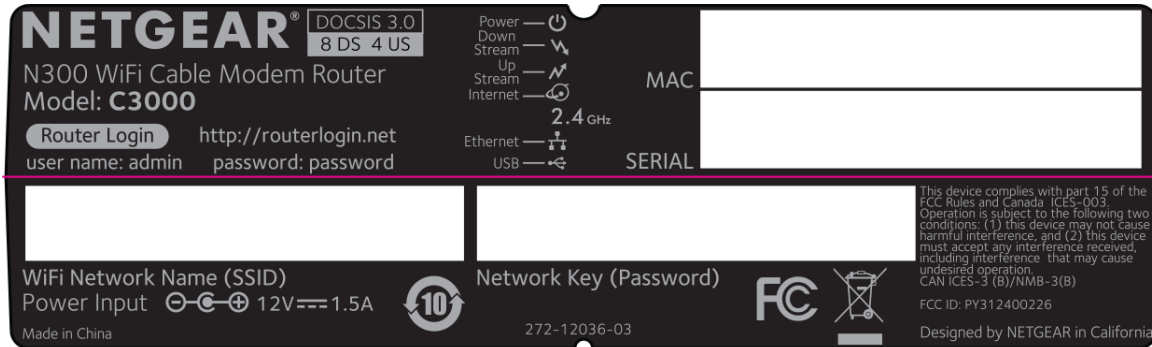 NETGEAR®
DOCSIS 3.0
8 DS 4 US
N300 WiFi Cable Modem Router
Model: C3000
Router Login http://routerlogin.net
user name: admin password: password
Power
Down
Stream
Up
Stream
Internet
2.4 GHz
Ethernet
USB
MAC
SERIAL
WiFi Network Name (SSID)
Power Input 12V 1.5A
Made in China
10
Network Key (Password)
272-12036-03
FC
This device complies with part 15 of the
FCC Rules and Canada ICES-003.
Operation is subject to the following two
conditions: (1) this device may not cause
harmful interference, and (2) this device
must accept any interference received,
including interference that may cause
undesired operation.
CAN ICES-3 (B)/NMB-3(B)
FCC ID: PY312400226
Designed by NETGEAR in California